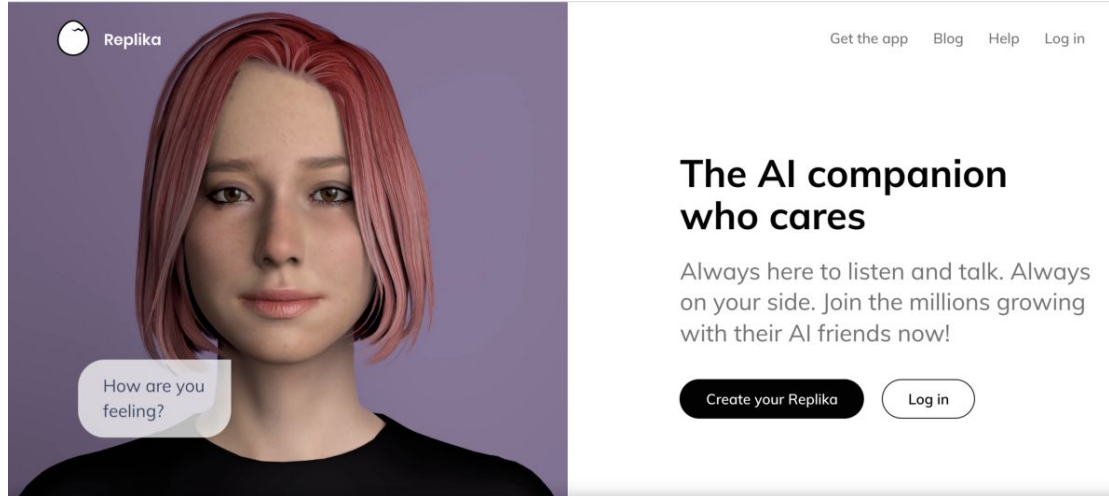 Replika
Get the app Blog Help Log in
The AI companion
who cares
Always here to listen and talk. Always
on your side. Join the millions growing
with their AI friends now!
Create your Replika Log in
How are you
feeling?